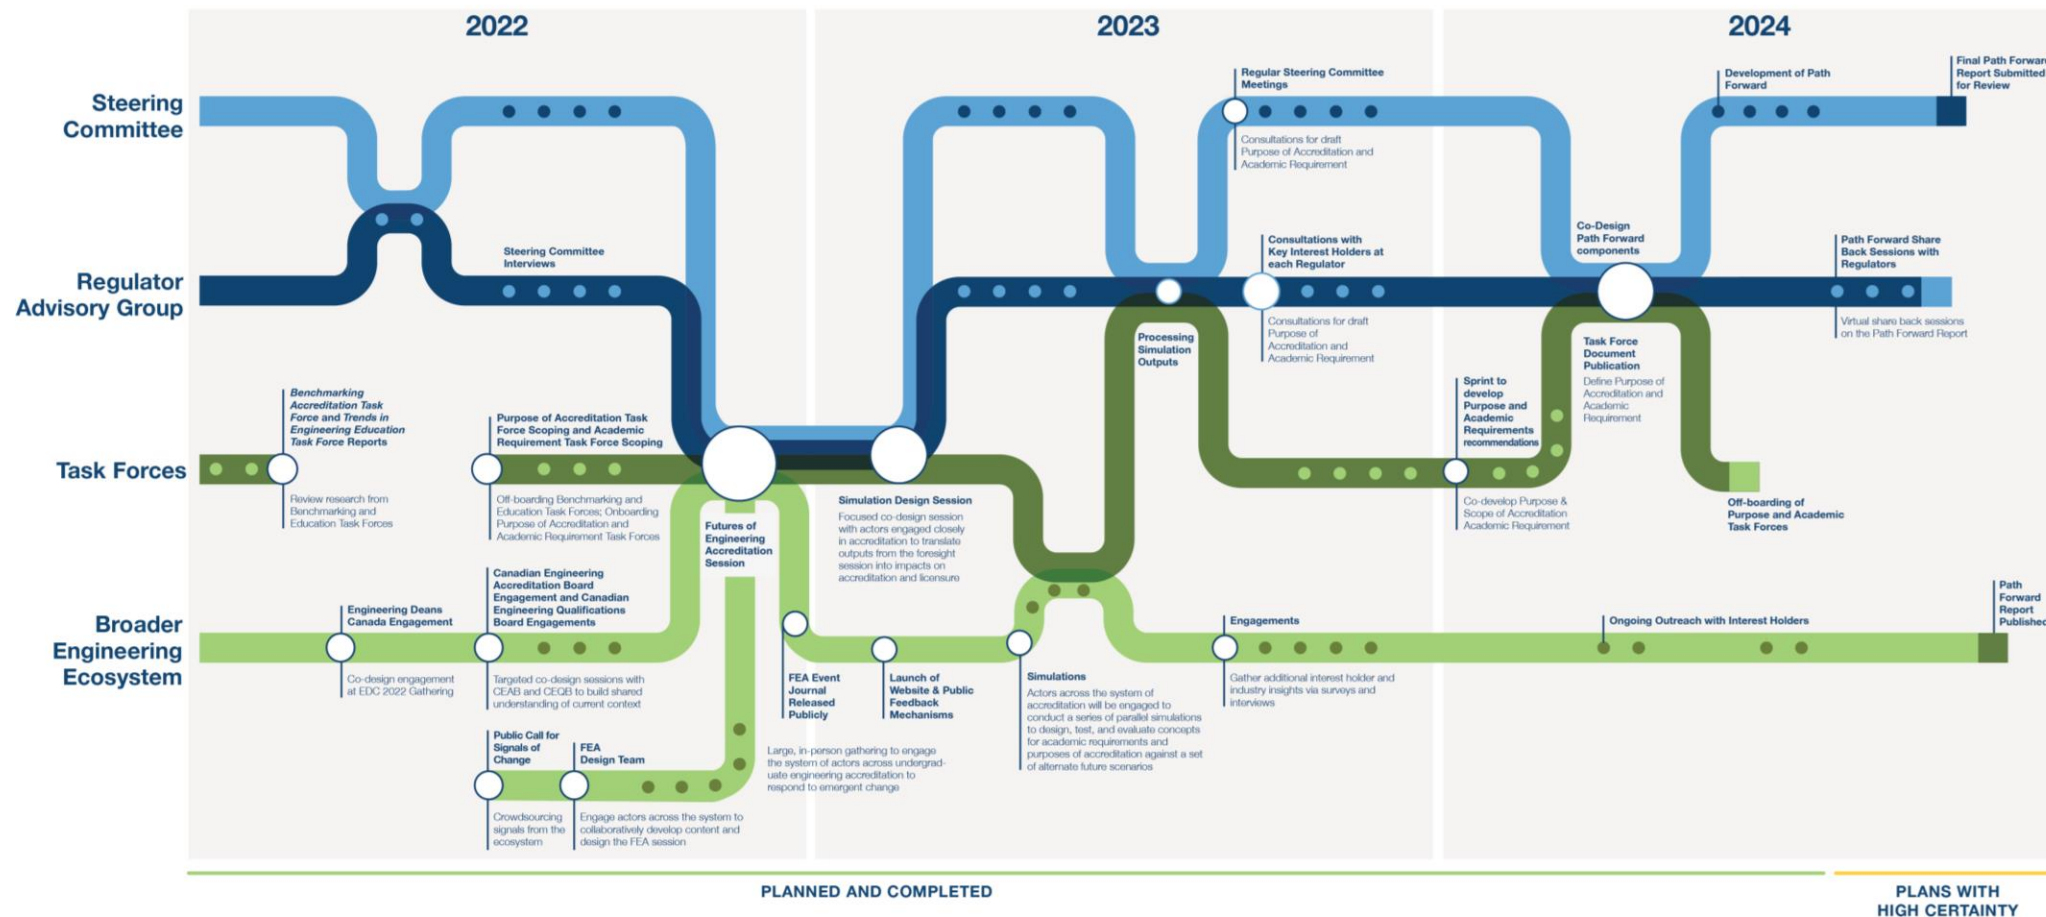 2022
2023
2024
Steering
Committee
Regular Steering Committee
Meetings
Consultations for draft
Purpose of Accreditation and
Academic Requirement
Development of Path
Forward
Final Path Forward
Report Submitted
for Review
Regulator
Advisory Group
Steering Committee
Interviews
Consultations with
Key Interest Holders at
each Regulator
Consultations for draft
Purpose of
Accreditation and
Academic Requirement
Co-Design
Path Forward
components
Path Forward Share
Back Sessions with
Regulators
Virtual share back sessions
on the Path Forward Report
Processing
Simulation
Outputs
Task Force
Document
Publication
Define Purpose of
Accreditation and
Academic
Requirement
Task Forces
Benchmarking
Accreditation Task
Force and Trends in
Engineering Education
Task Force Reports
Review research from
Benchmarking and
Education Task Forces
Purpose of Accreditation Task
Force Scoping and Academic
Requirement Task Force Scoping
Off-boarding Benchmarking and
Education Task Forces; Onboarding
Purpose of Accreditation and
Academic Requirement Task Forces
Futures of
Engineering
Accreditation
Session
Simulation Design Session
Focused co-design session
with actors engaged closely
in accreditation to translate
outputs from the foresight
session into impacts on
accreditation and licensure
Sprint to
develop
Purpose and
Academic
Requirements
recommendations
Co-develop Purpose &
Scope of Accreditation
Academic Requirement
Off-boarding of
Purpose and Academic
Task Forces
Broader
Engineering
Ecosystem
Engineering Deans
Canada Engagement
Co-design engagement
at EDC 2022 Gathering
Canadian Engineering
Accreditation Board
Engagement and Canadian
Engineering Qualifications
Board Engagements
Targeted co-design sessions with
CEAB and CEQB to build shared
understanding of current context
FEA Event
Journal
Released
Publicly
Launch of
Website & Public
Feedback
Mechanisms
Simulations
Actors across the system of
accreditation will be engaged to
conduct a series of parallel simulations
to design, test, and evaluate concepts
for academic requirements and
purposes of accreditation against a set
of alternate future scenarios
Engagements
Gather additional interest holder and
industry insights via surveys and
interviews
Ongoing Outreach with Interest Holders
Path
Forward
Report
Published
Public Call for
Signals of
Change
Crowdsourcing
signals from the
ecosystem
FEA
Design Team
Engage actors across the system to
collaboratively develop content and
design the FEA session
Large, in-person gathering to engage
the system of actors across undergrad-
uate engineering accreditation to
respond to emergent change
PLANNED AND COMPLETED
PLANS WITH
HIGH CERTAINTY